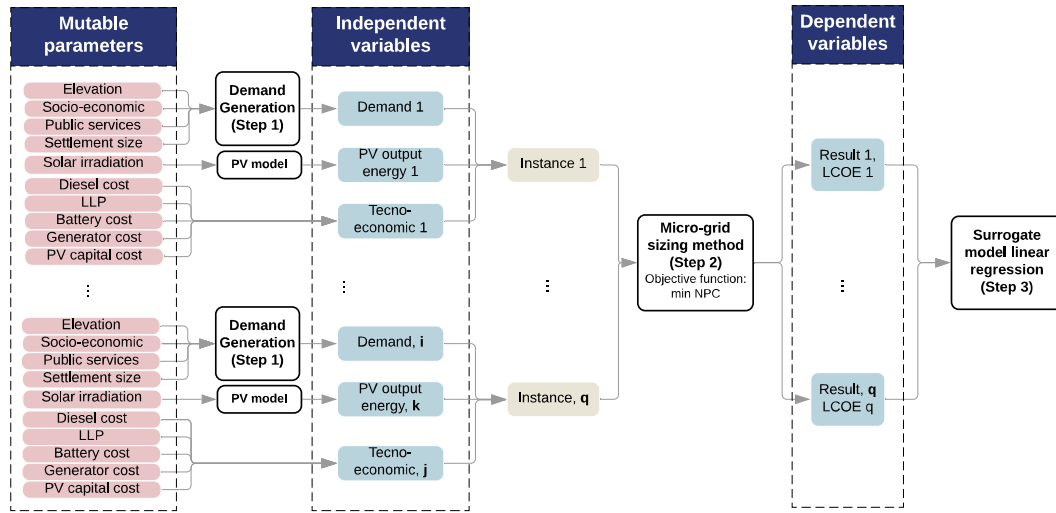 Mutable
parameters
Independent
variables
Dependent
variables
Elevation
Socio-economic
Public services
Settlement size
Solar irradiation
Diesel cost
LLP
Battery cost
Generator cost
PV capital cost
...
Demand
Generation
(Step 1)
PV model
Demand 1
PV output
energy 1
Tecno-
economic 1
...
Instance 1
...
Elevation
Socio-economic
Public services
Settlement size
Solar irradiation
Diesel cost
LLP
Battery cost
Generator cost
PV capital cost
Demand
Generation
(Step 1)
PV model
Demand, i
PV output
energy, k
Tecno-
economic, j
Instance, q
Micro-grid
sizing method
(Step 2)
Objective function:
min NPC
Result 1,
LCOE 1
...
Result, q
LCOE q
Surrogate
model linear
regression
(Step 3)